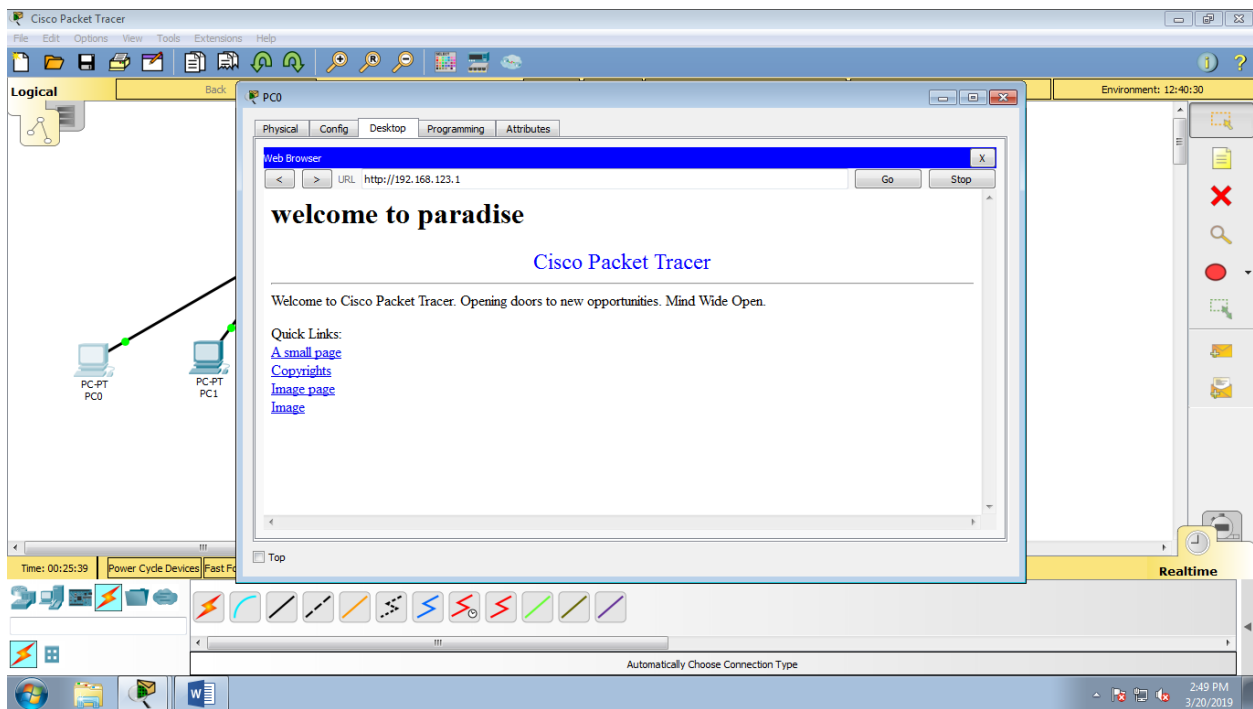 Cisco Packet Tracer
File Edit Options View Tools Extensions Help
Logical
Back
Environment: 12:40:30
PC0
Physical Config Desktop Programming Attributes
Web Browser
X
< > URL http://192.168.123.1 Go Stop
welcome to paradise
Cisco Packet Tracer
Welcome to Cisco Packet Tracer. Opening doors to new opportunities. Mind Wide Open.
Quick Links:
A small page
Copyrights
Image page
Image
PC-PT
PC0
PC-PT
PC1
Top
Time: 00:25:39 Power Cycle Devices Fast Fo
Realtime
Automatically Choose Connection Type
2:49 PM
3/20/2019